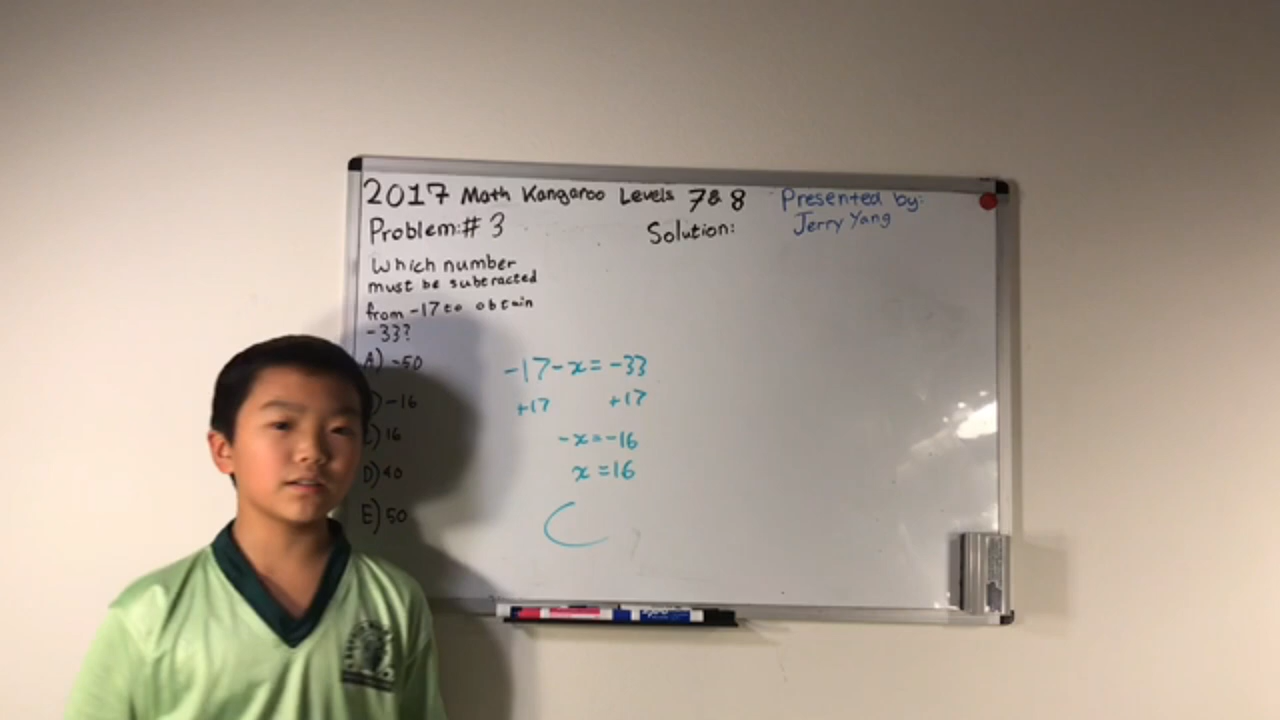 2017 Math Kangaroo Levels 7 & 8
Presented by:
Jerry Yang
Problem:# 3
Solution:
Which number
must be subtracted
from -17 to obtain
-33?
A) -50
) -16
C) 16
D) 40
E) 50
-17-x=-33
+17 +17
-x=-16
x=16
C
EXPO